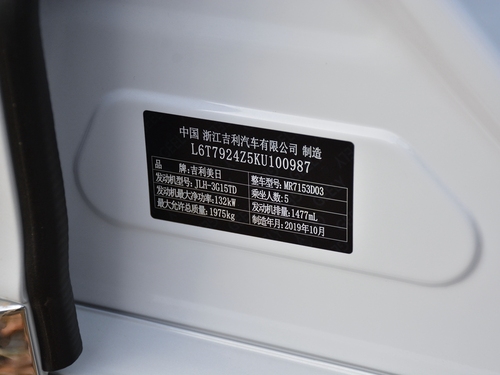 中国 浙江吉利汽车有限公司 制造
L6T7924Z5KU100987
品 牌:吉利美日
发动机型号:JLH-3G15TD 整车型号:MR7153D03
发动机最大净功率:132kW 乘坐人数:5
最大允许总质量:1975kg 发动机排量:1477mL
制造年月:2019年10月